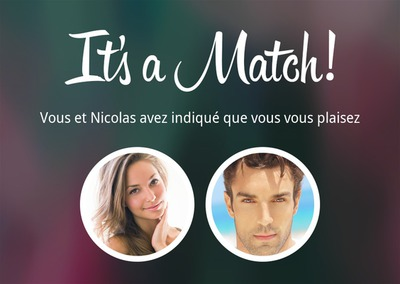 It's a Match!
Vous et Nicolas avez indiqué que vous vous plaisez